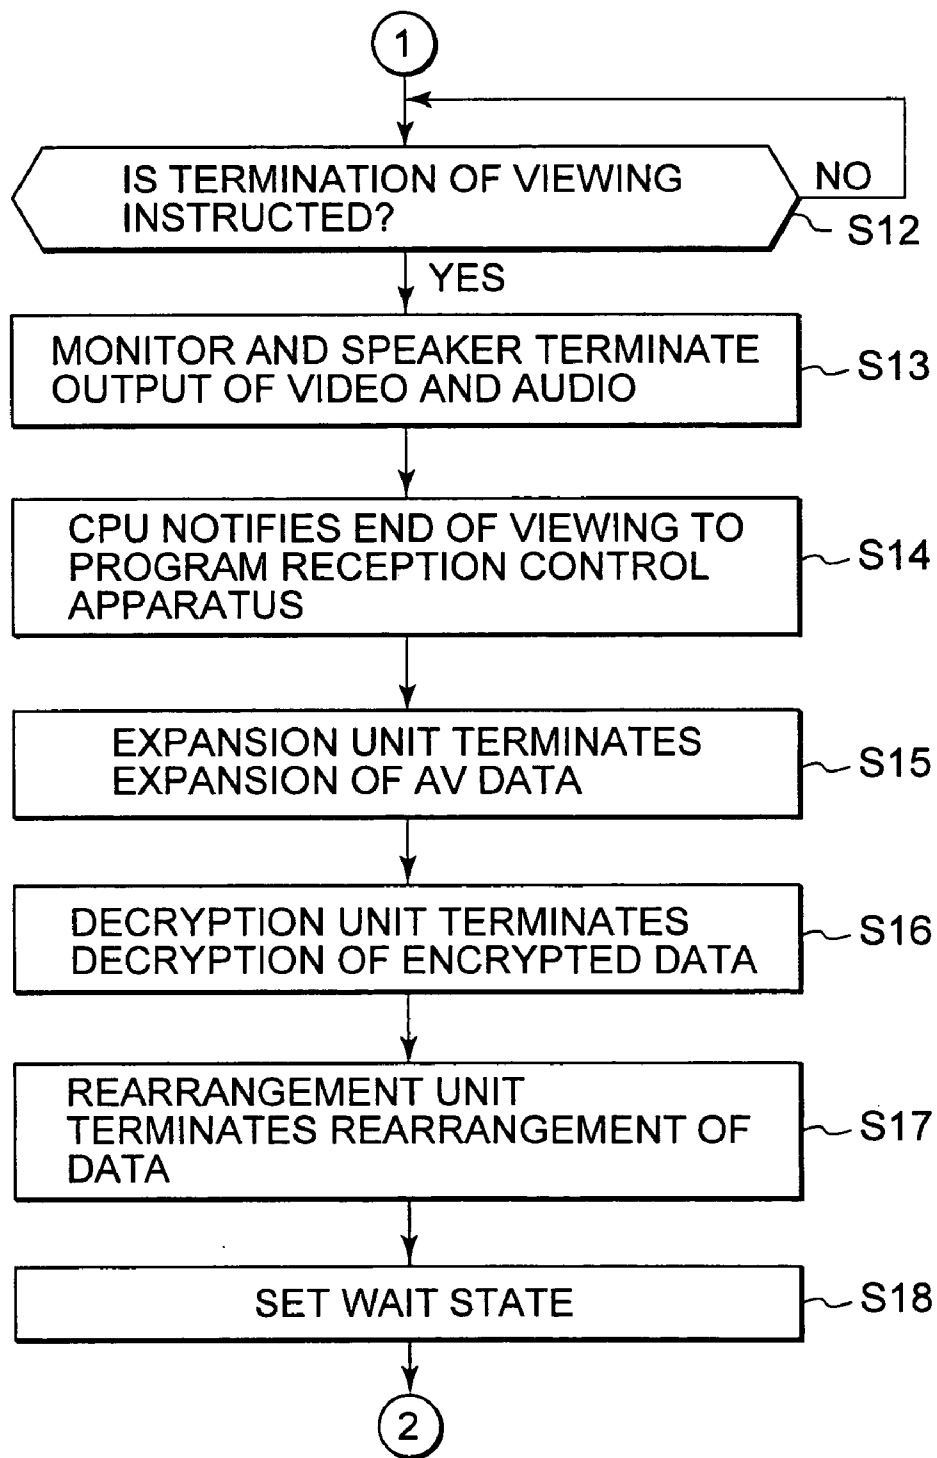 1
IS TERMINATION OF VIEWING
INSTRUCTED?
NO
S12
YES
MONITOR AND SPEAKER TERMINATE
OUTPUT OF VIDEO AND AUDIO
S13
CPU NOTIFIES END OF VIEWING TO
PROGRAM RECEPTION CONTROL
APPARATUS
S14
EXPANSION UNIT TERMINATES
EXPANSION OF AV DATA
S15
DECRYPTION UNIT TERMINATES
DECRYPTION OF ENCRYPTED DATA
S16
REARRANGEMENT UNIT
TERMINATES REARRANGEMENT OF
DATA
S17
SET WAIT STATE
S18
2